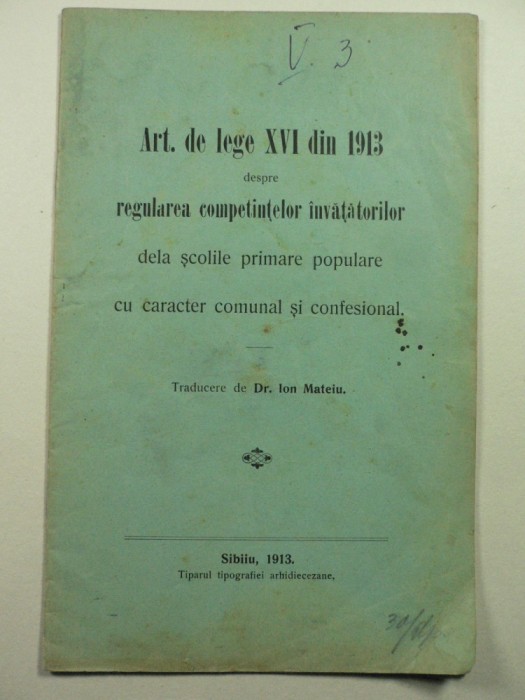 V. 3
Art. de lege XVI din 1913
despre
regularea competințelor învățătorilor
dela școlile primare populare
cu caracter comunal și confesional.
Traducere de Dr. Ion Mateiu.
Sibiiu, 1913.
Tiparul tipografiei arhidiecezane.